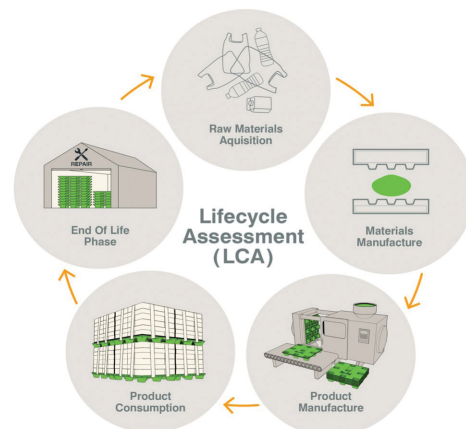 Raw Materials
Aquisition
REPAIR
End Of Life
Phase
Lifecycle
Assessment
(LCA)
Materials
Manufacture
Product
Consumption
Product
Manufacture